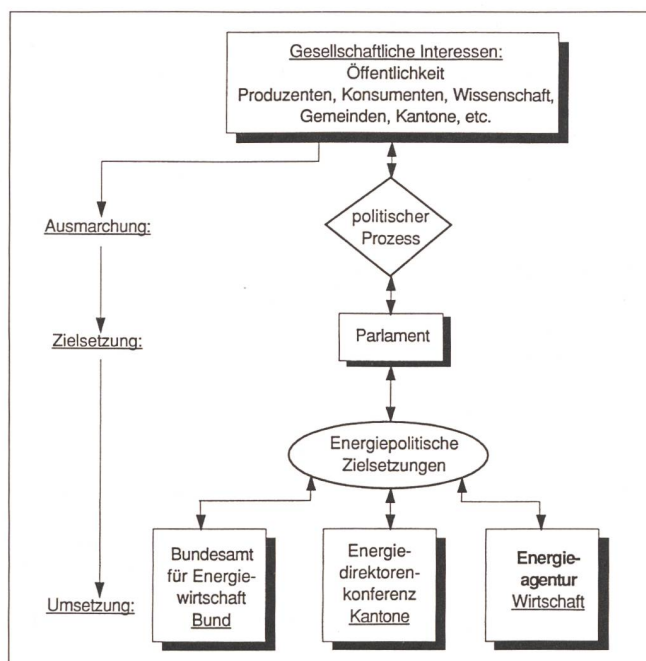 Gesellschaftliche Interessen:
Öffentlichkeit
Produzenten, Konsumenten, Wissenschaft,
Gemeinden, Kantone, etc.
Ausmarchung:
politischer
Prozess
Zielsetzung:
Parlament
Energiepolitische
Zielsetzungen
Umsetzung:
Bundesamt
für Energie-
wirtschaft
Bund
Energie-
direktoren-
konferenz
Kantone
Energie-
agentur
Wirtschaft